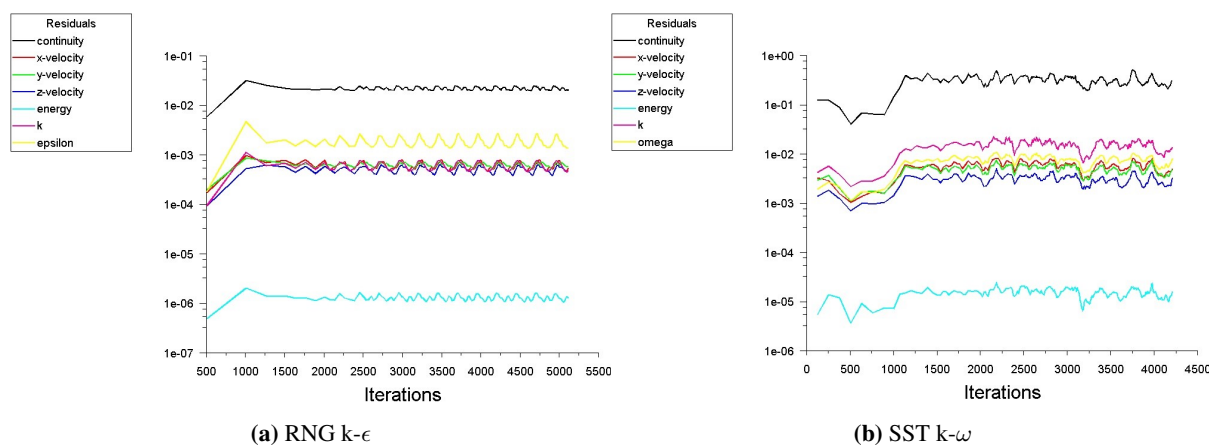 Residuals
continuity
x-velocity
y-velocity
z-velocity
energy
k
epsilon
1e-01
1e-02
1e-03
1e-04
1e-05
1e-06
1e-07
500 1000 1500 2000 2500 3000 3500 4000 4500 5000 5500
Iterations
(a) RNG k-ϵ
Residuals
continuity
x-velocity
y-velocity
z-velocity
energy
k
omega
1e+00
1e-01
1e-02
1e-03
1e-04
1e-05
1e-06
0 500 1000 1500 2000 2500 3000 3500 4000 4500
Iterations
(b) SST k-ω